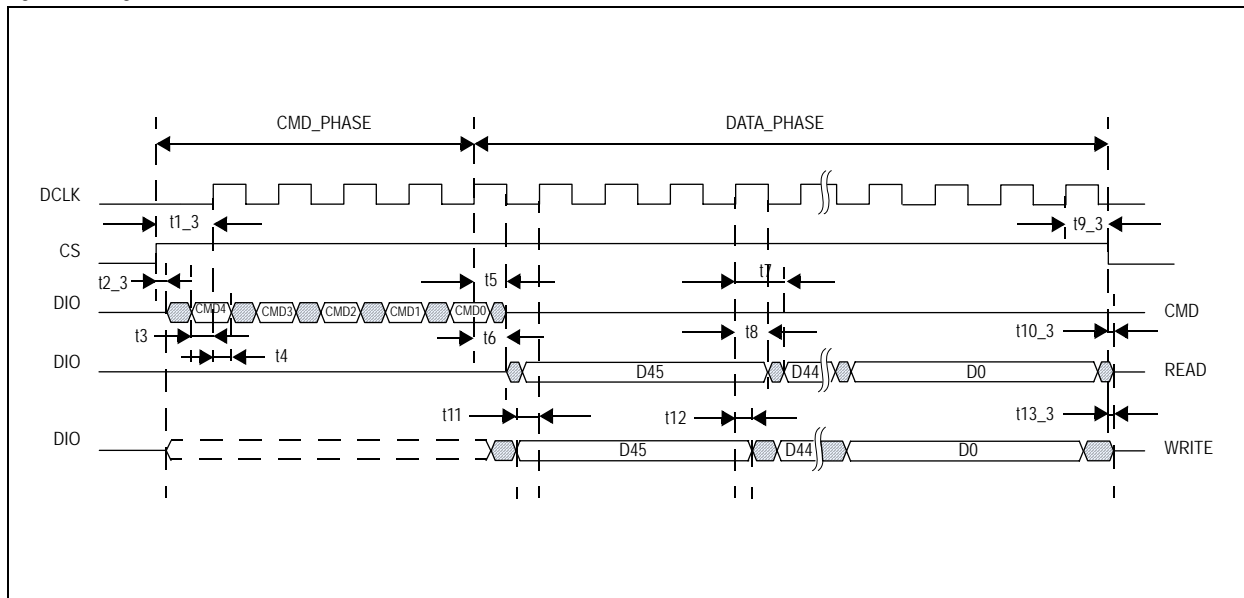 CMD_PHASE DATA_PHASE
DCLK
t1_3 t9_3
CS
t2_3 t5 t7
DIO CMD4 CMD3 CMD2 CMD1 CMD0 CMD
t3 t6 t8 t10_3
t4
DIO D45 D44 D0 READ
t11 t12 t13_3
DIO D45 D44 D0 WRITE